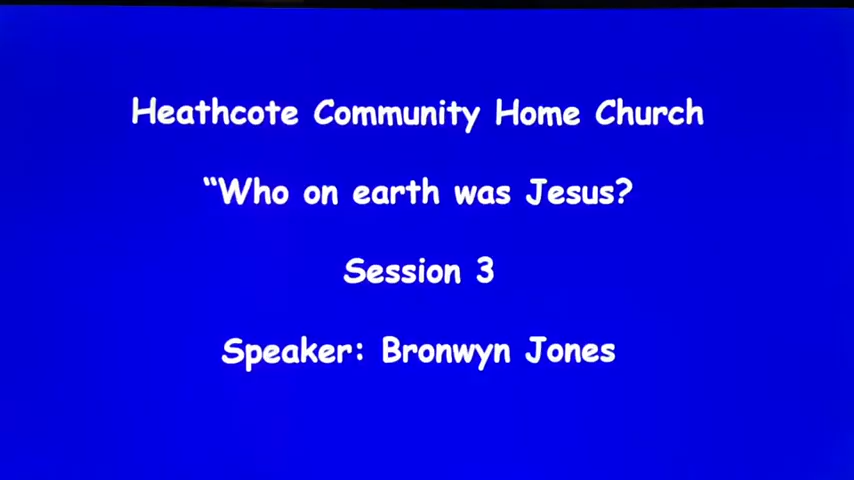 Heathcote Community Home Church
“Who on earth was Jesus?
Session 3
Speaker: Bronwyn Jones